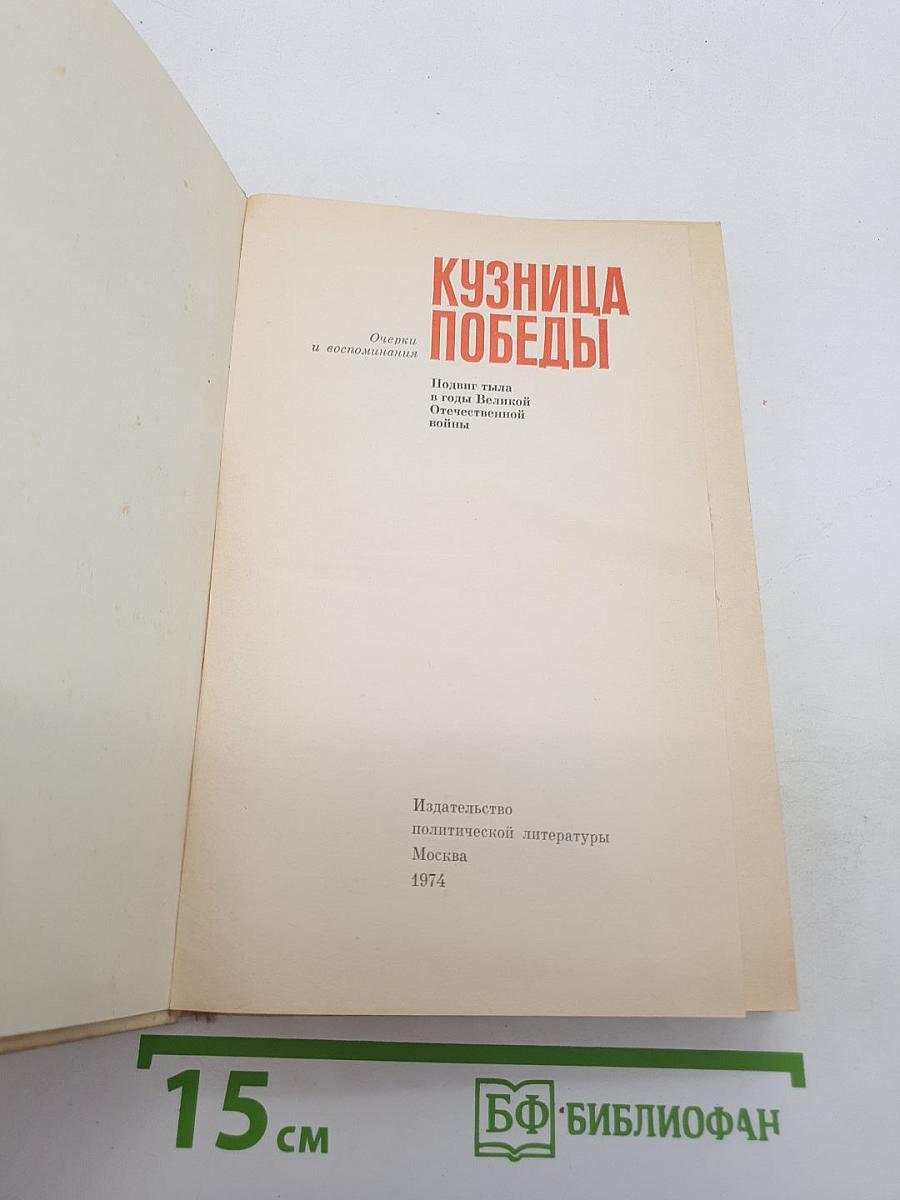 КУЗНИЦА
ПОБЕДЫ
Очерки
и воспоминания
Подвиг тыла
в годы Великой
Отечественной
войны
Издательство
политической литературы
Москва
1974
15 см
БФ БИБЛИОФАН